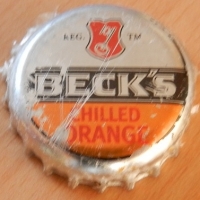 REG. TM
BECK'S
CHILLED
ORANGE